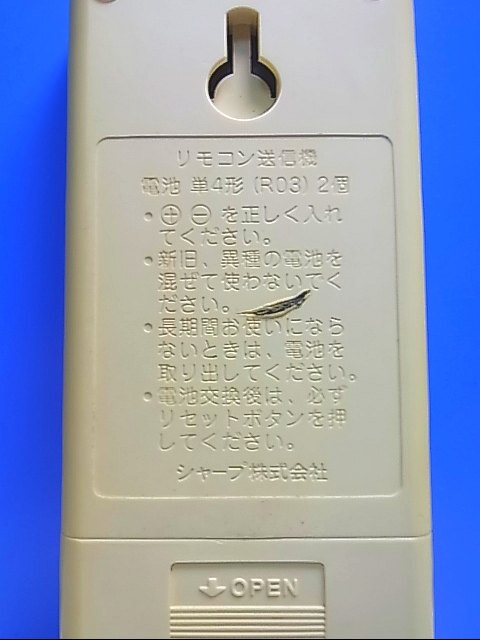 リモコン送信機
電池 単4形 (R03) 2個
・⊕ ⊖ を正しく入れ
てください。
・新旧、異種の電池を
混ぜて使わないでく
ださい。
・長期間お使いになら
ないときは、電池を
取り出してください。
・電池交換後は、必ず
リセットボタンを押
してください。
シャープ株式会社
OPEN